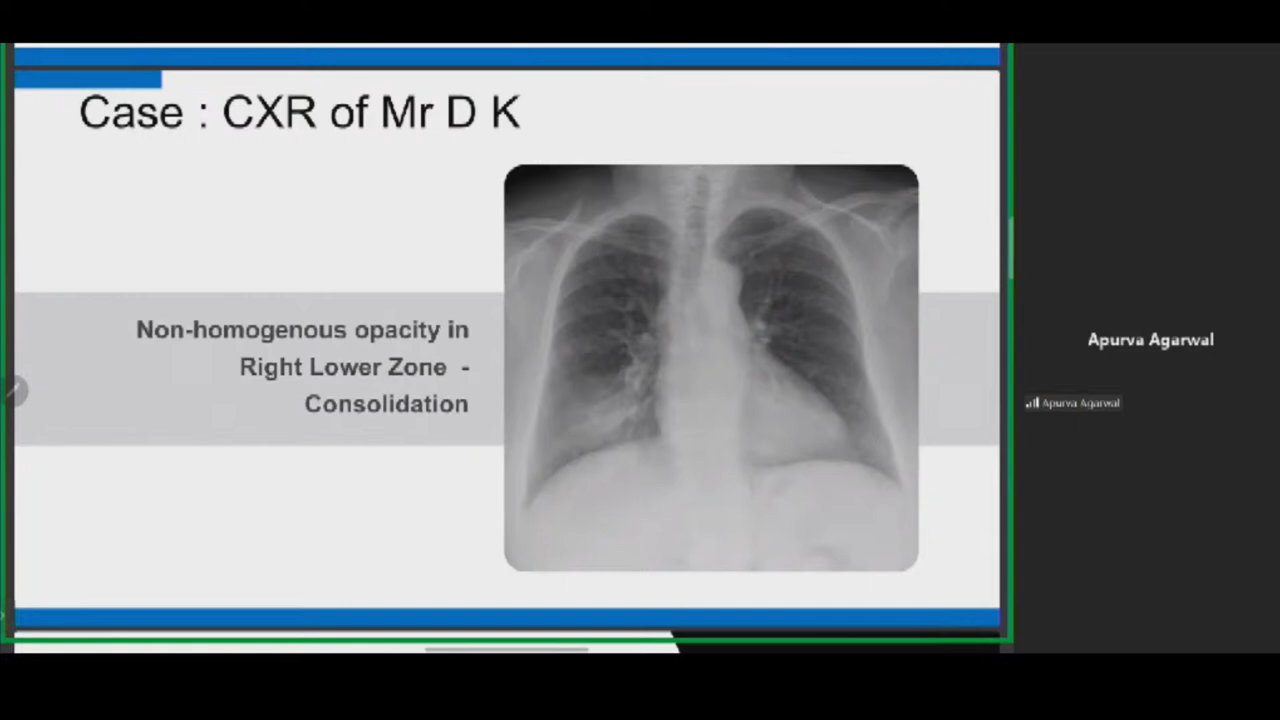 Case : CXR of Mr D K
Non-homogenous opacity in
Right Lower Zone -
Consolidation
Apurva Agarwal
Apurva Agarwal